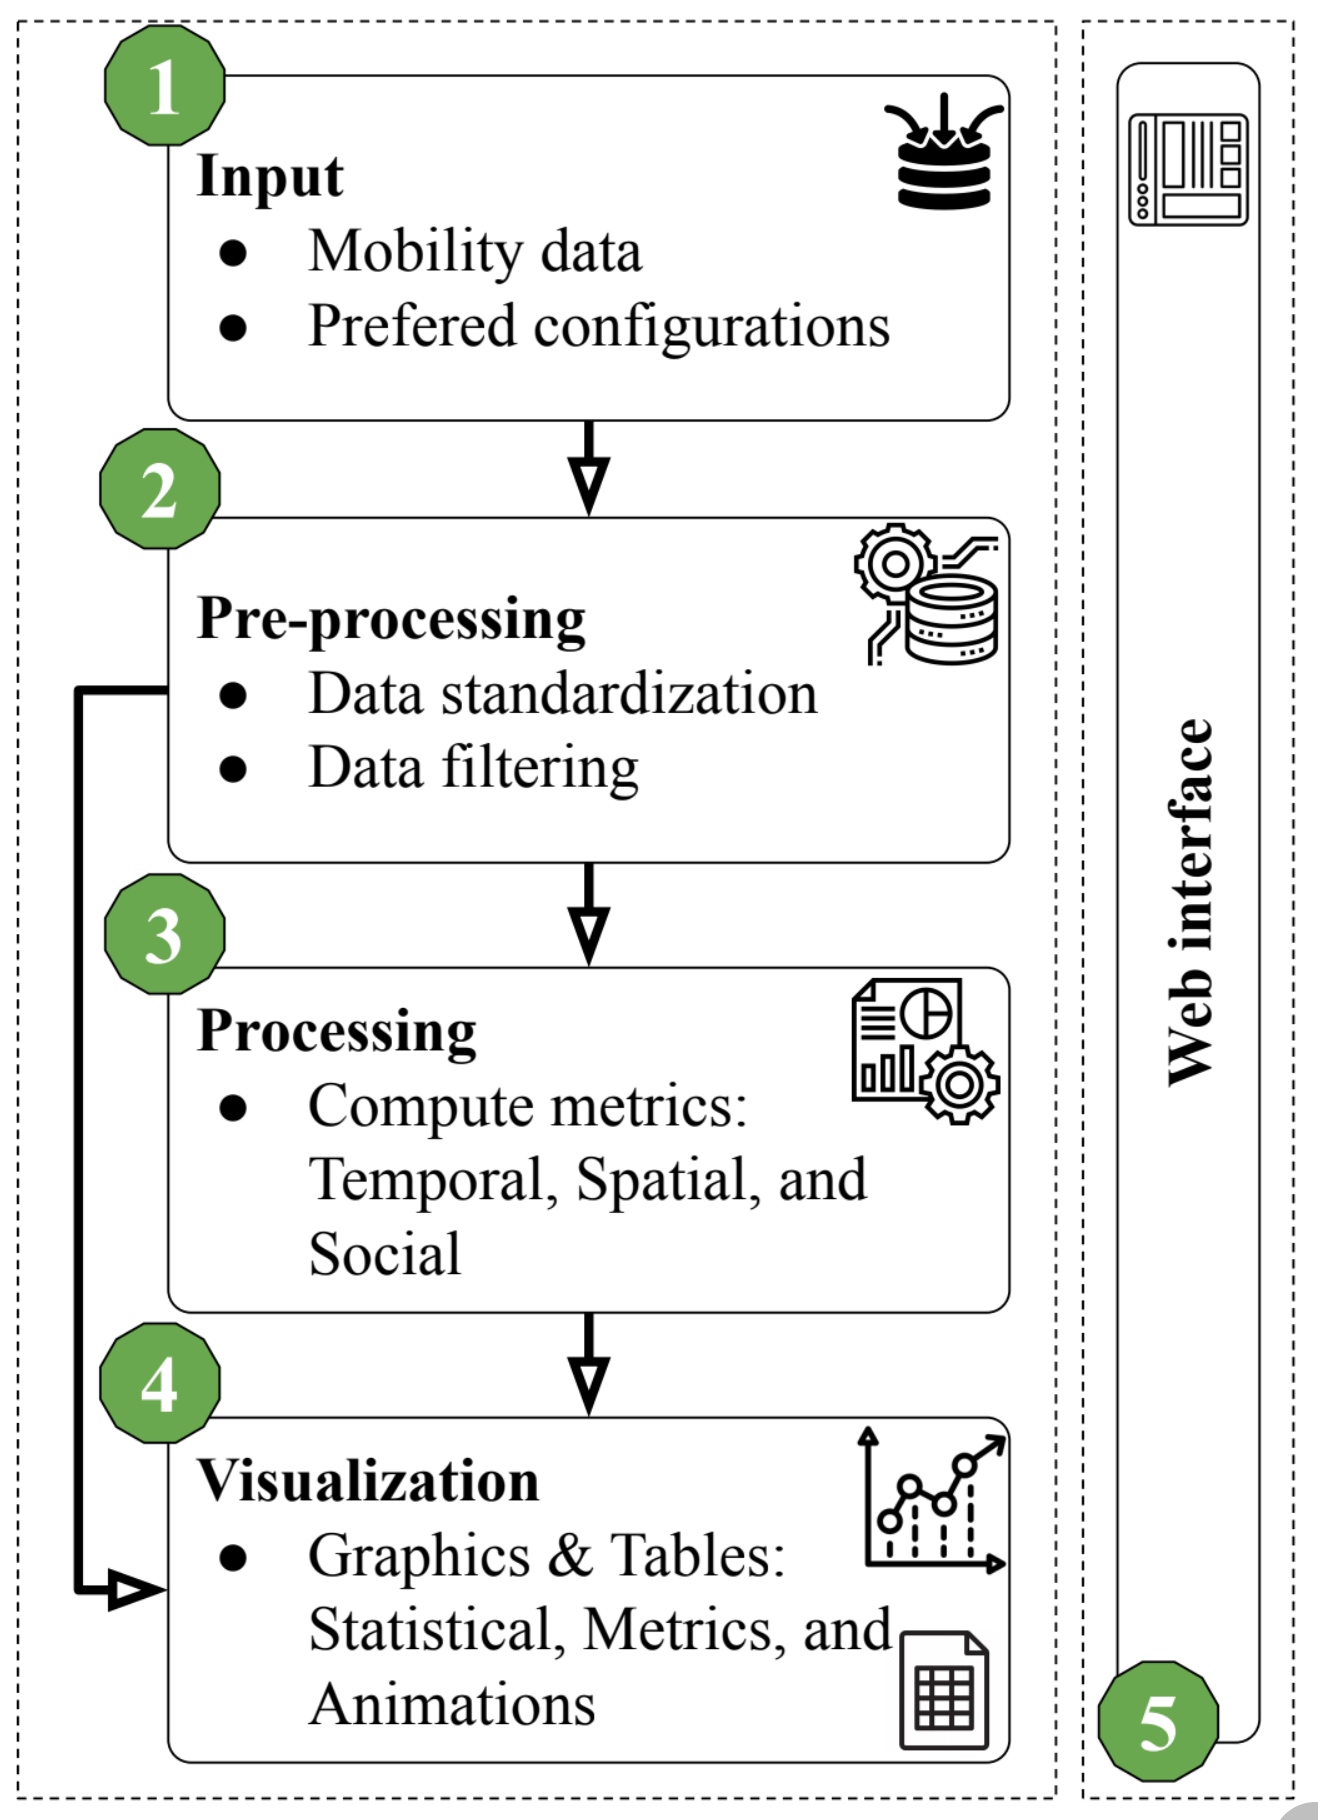 1
Input
● Mobility data
● Prefered configurations
2
Pre-processing
● Data standardization
● Data filtering
3
Processing
● Compute metrics:
Temporal, Spatial, and
Social
4
Visualization
● Graphics & Tables:
Statistical, Metrics, and
Animations
Web interface
5